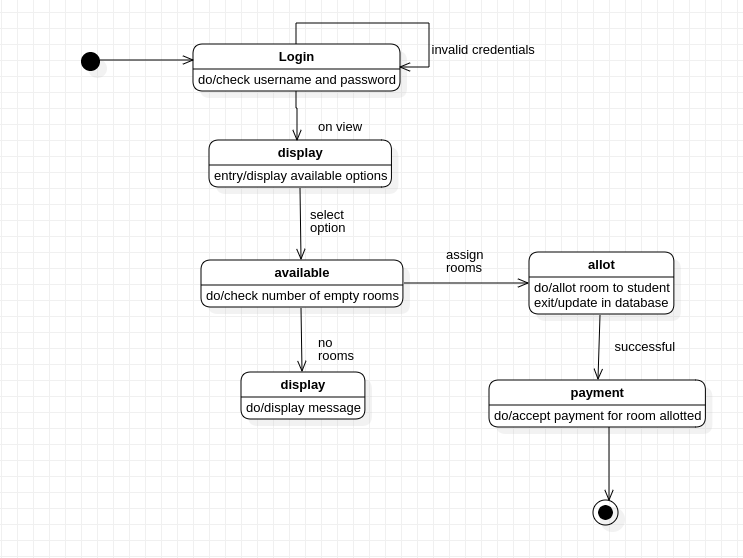 Login
invalid credentials
do/check username and password
on view
display
entry/display available options
select
option
available
do/check number of empty rooms
assign
rooms
allot
do/allot room to student
exit/update in database
no
rooms
successful
display
do/display message
payment
do/accept payment for room allotted